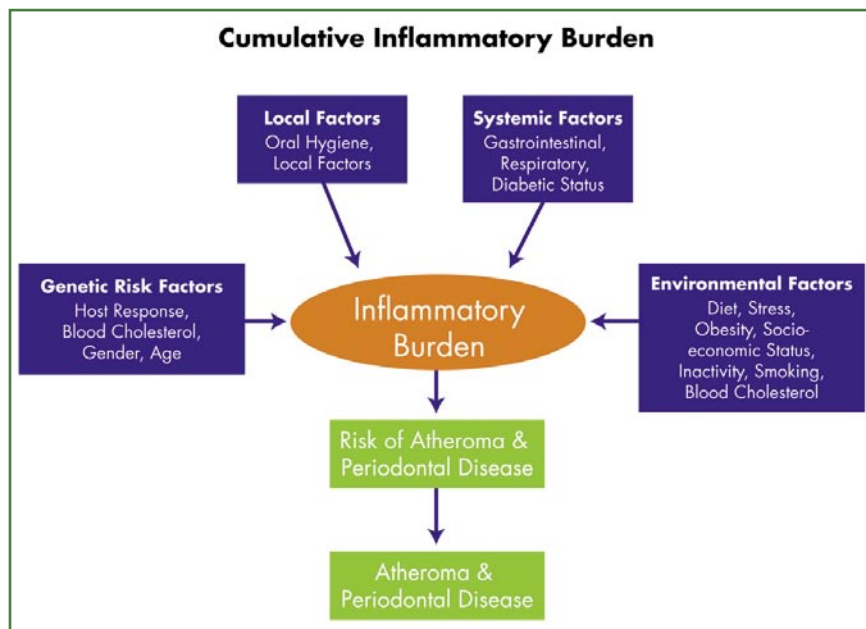 Cumulative Inflammatory Burden
Local Factors
Oral Hygiene,
Local Factors
Systemic Factors
Gastrointestinal,
Respiratory,
Diabetic Status
Genetic Risk Factors
Host Response,
Blood Cholesterol,
Gender, Age
Inflammatory
Burden
Environmental Factors
Diet, Stress,
Obesity, Socio-
economic Status,
Inactivity, Smoking,
Blood Cholesterol
Risk of Atheroma &
Periodontal Disease
Atheroma &
Periodontal Disease